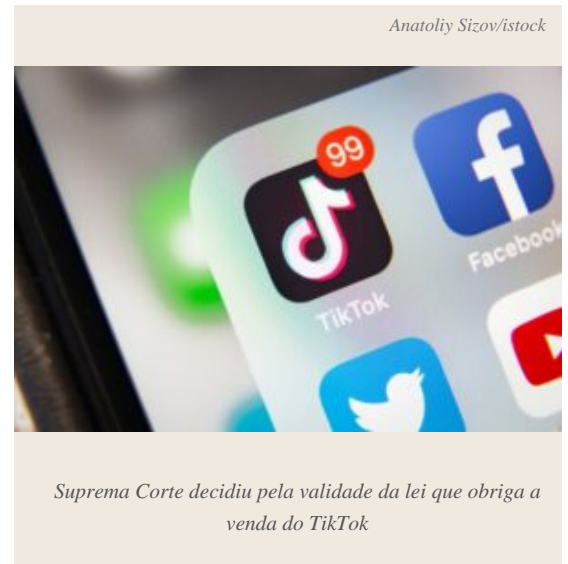 Anatoliy Sizov/istock
99
TikTok
Facebook
Suprema Corte decidiu pela validade da lei que obriga a
venda do TikTok